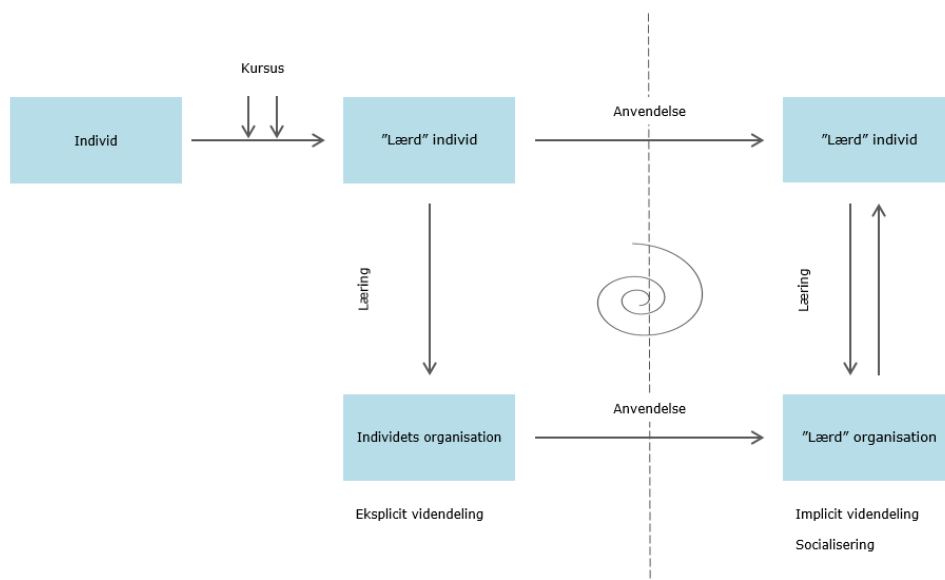 Kursus
Individ
"Lærd" individ
Anvendelse
"Lærd" individ
Læring
Læring
Individets organisation
Anvendelse
"Lærd" organisation
Eksplicit videndeling
Implicit videndeling
Socialisering